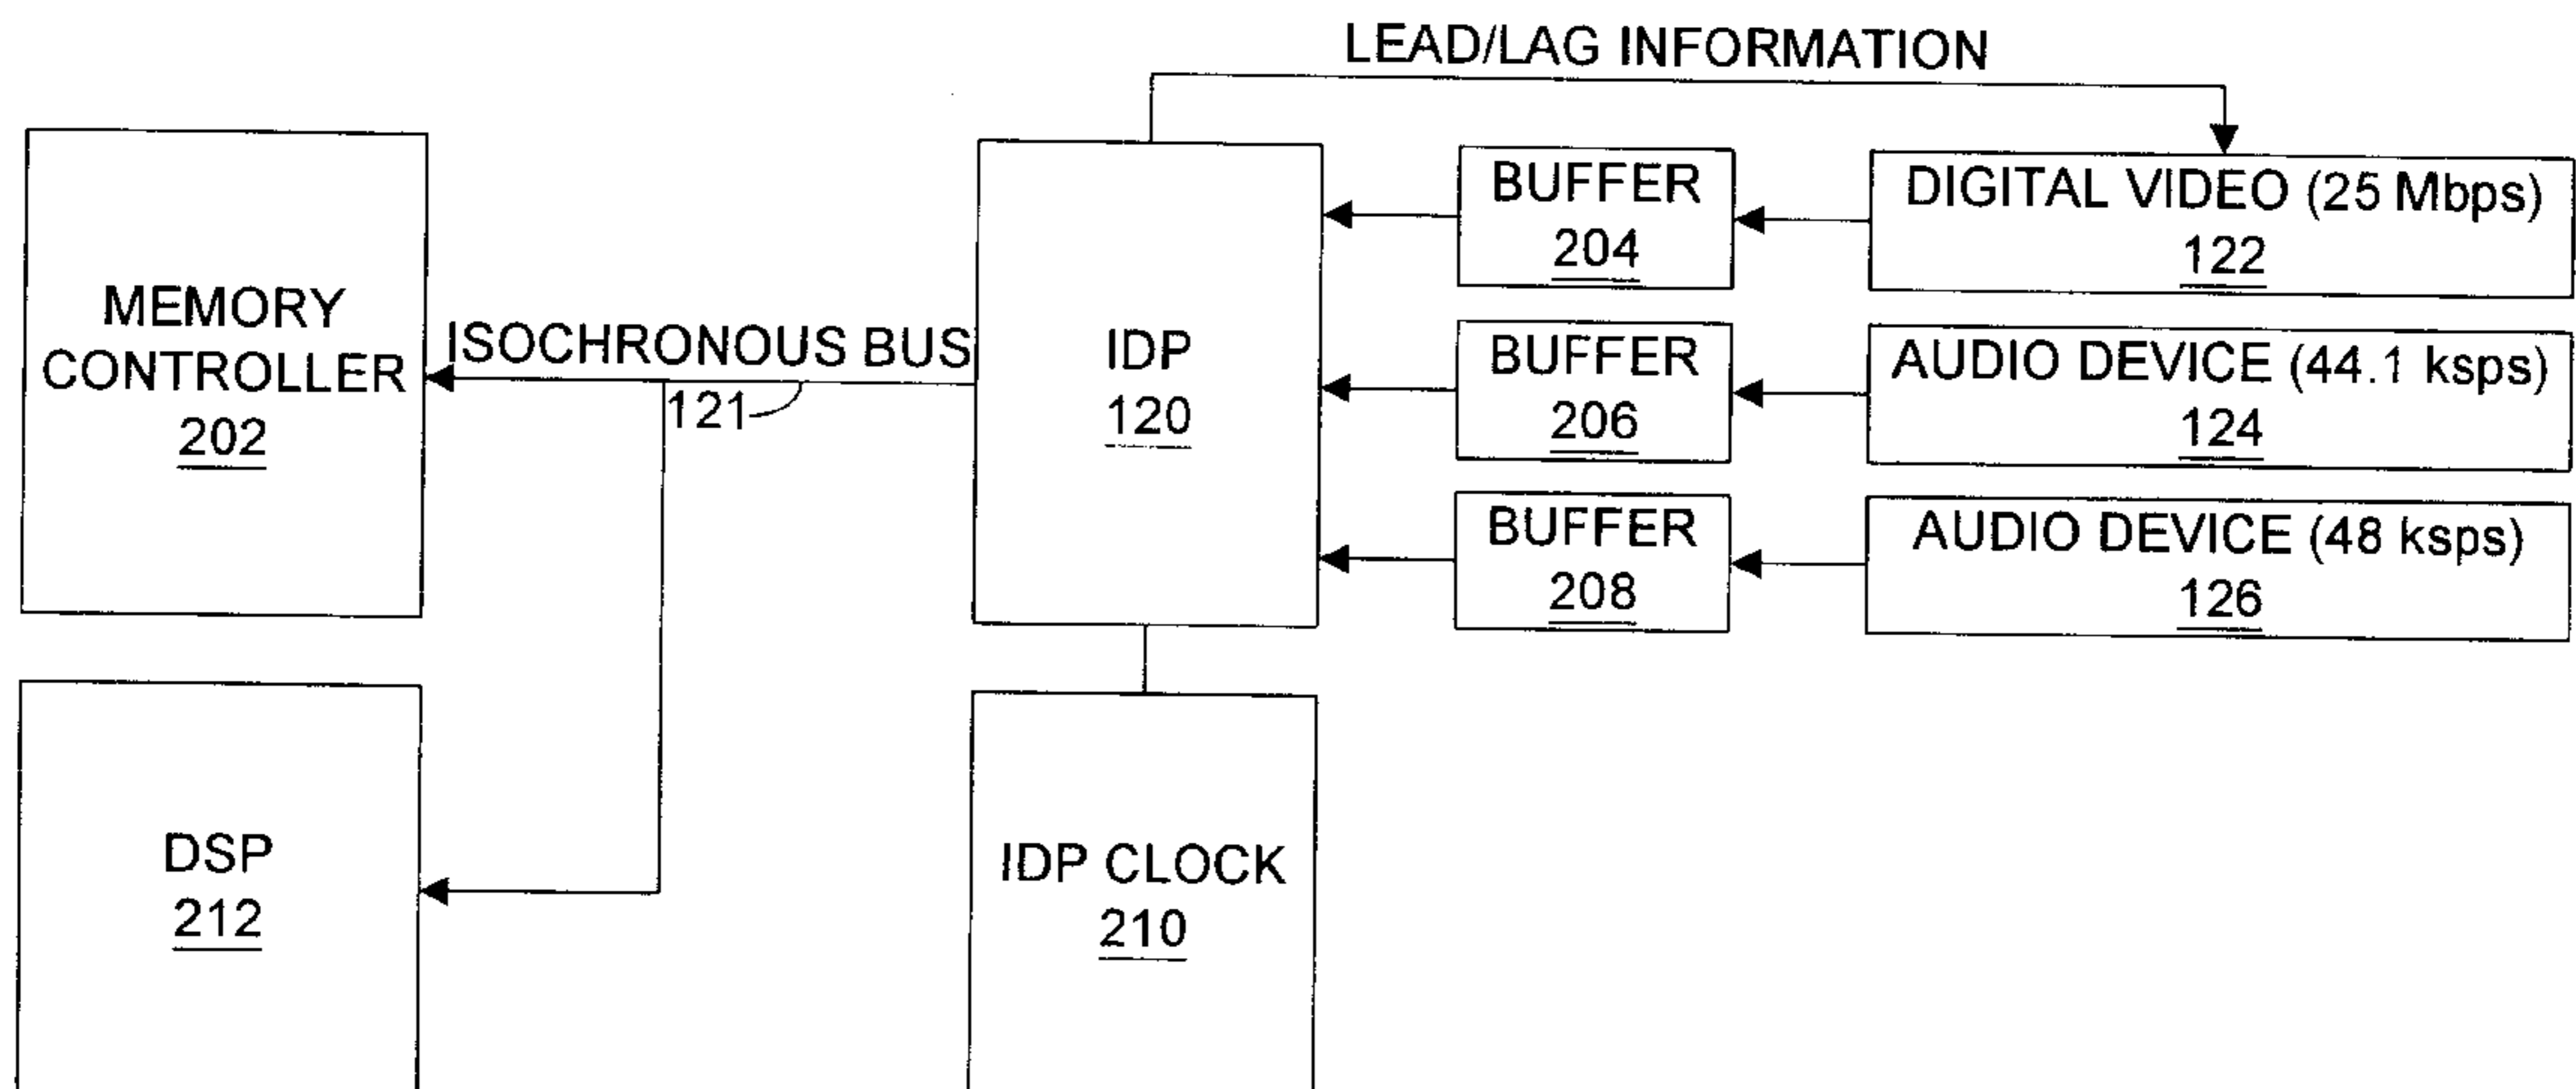 LEAD/LAG INFORMATION
MEMORY
CONTROLLER
202
ISOCHRONOUS BUS
121
IDP
120
BUFFER
204
DIGITAL VIDEO (25 Mbps)
122
BUFFER
206
AUDIO DEVICE (44.1 ksps)
124
BUFFER
208
AUDIO DEVICE (48 ksps)
126
DSP
212
IDP CLOCK
210